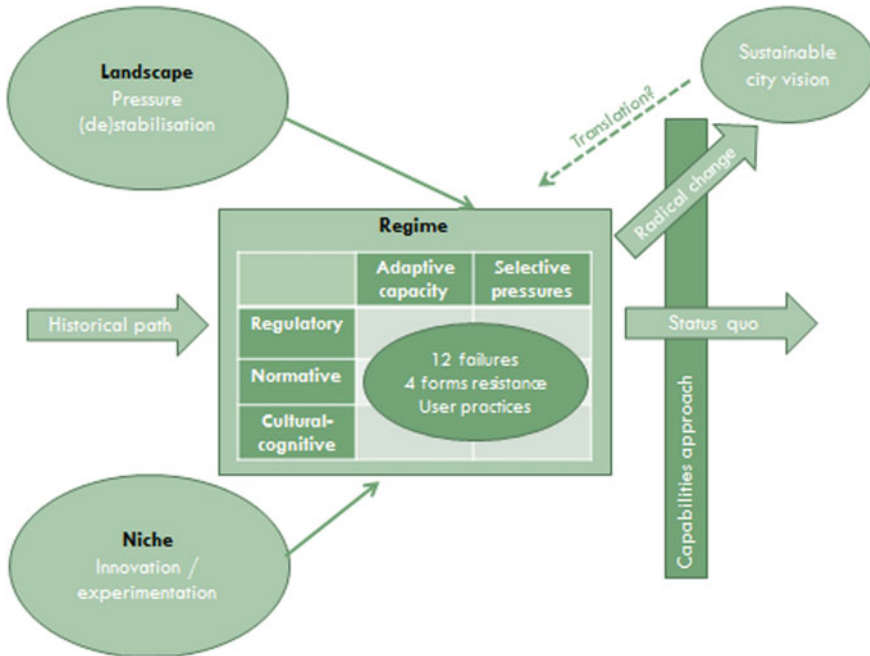 Landscape
Pressure
(de)stabilisation
Sustainable
city vision
Translation?
Radical change
Regime
Adaptive
capacity
Selective
pressures
Historical path
Regulatory
Normative
Cultural-
cognitive
12 failures
4 forms resistance
User practices
Status quo
Capabilities approach
Niche
Innovation /
experimentation